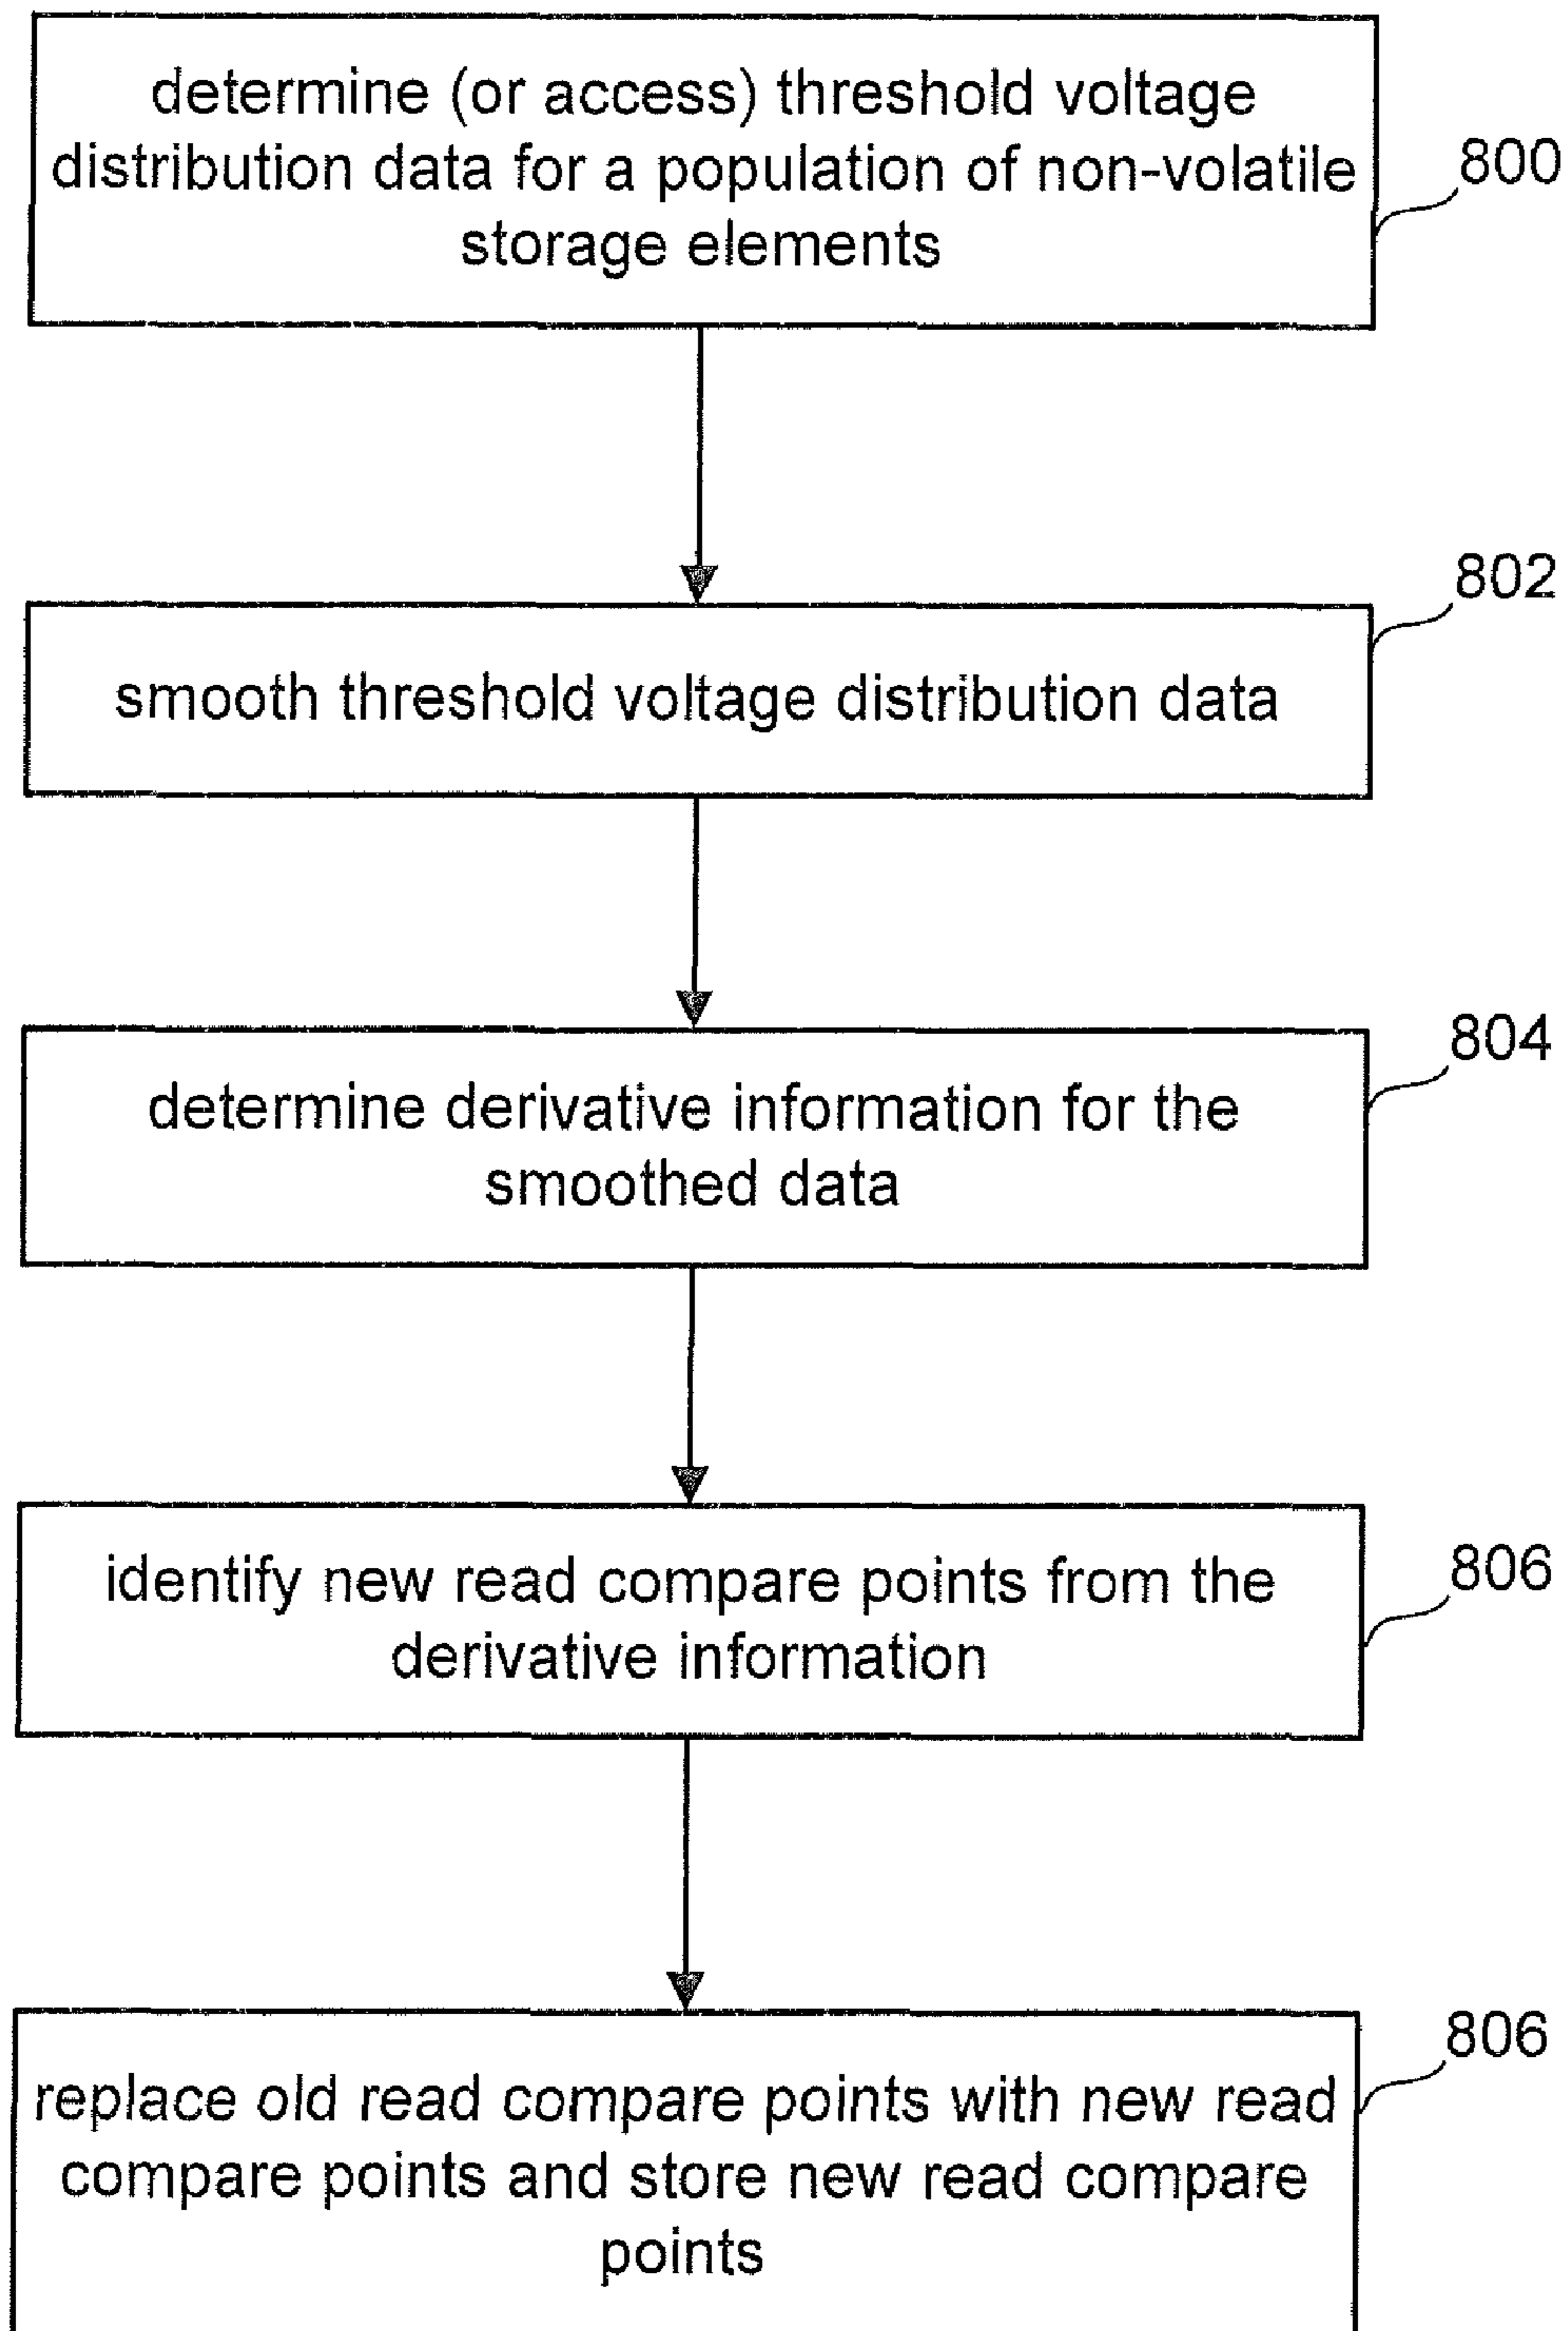 determine (or access) threshold voltage
distribution data for a population of non-volatile
storage elements
800
802
smooth threshold voltage distribution data
804
determine derivative information for the
smoothed data
806
identify new read compare points from the
derivative information
806
replace old read compare points with new read
compare points and store new read compare
points